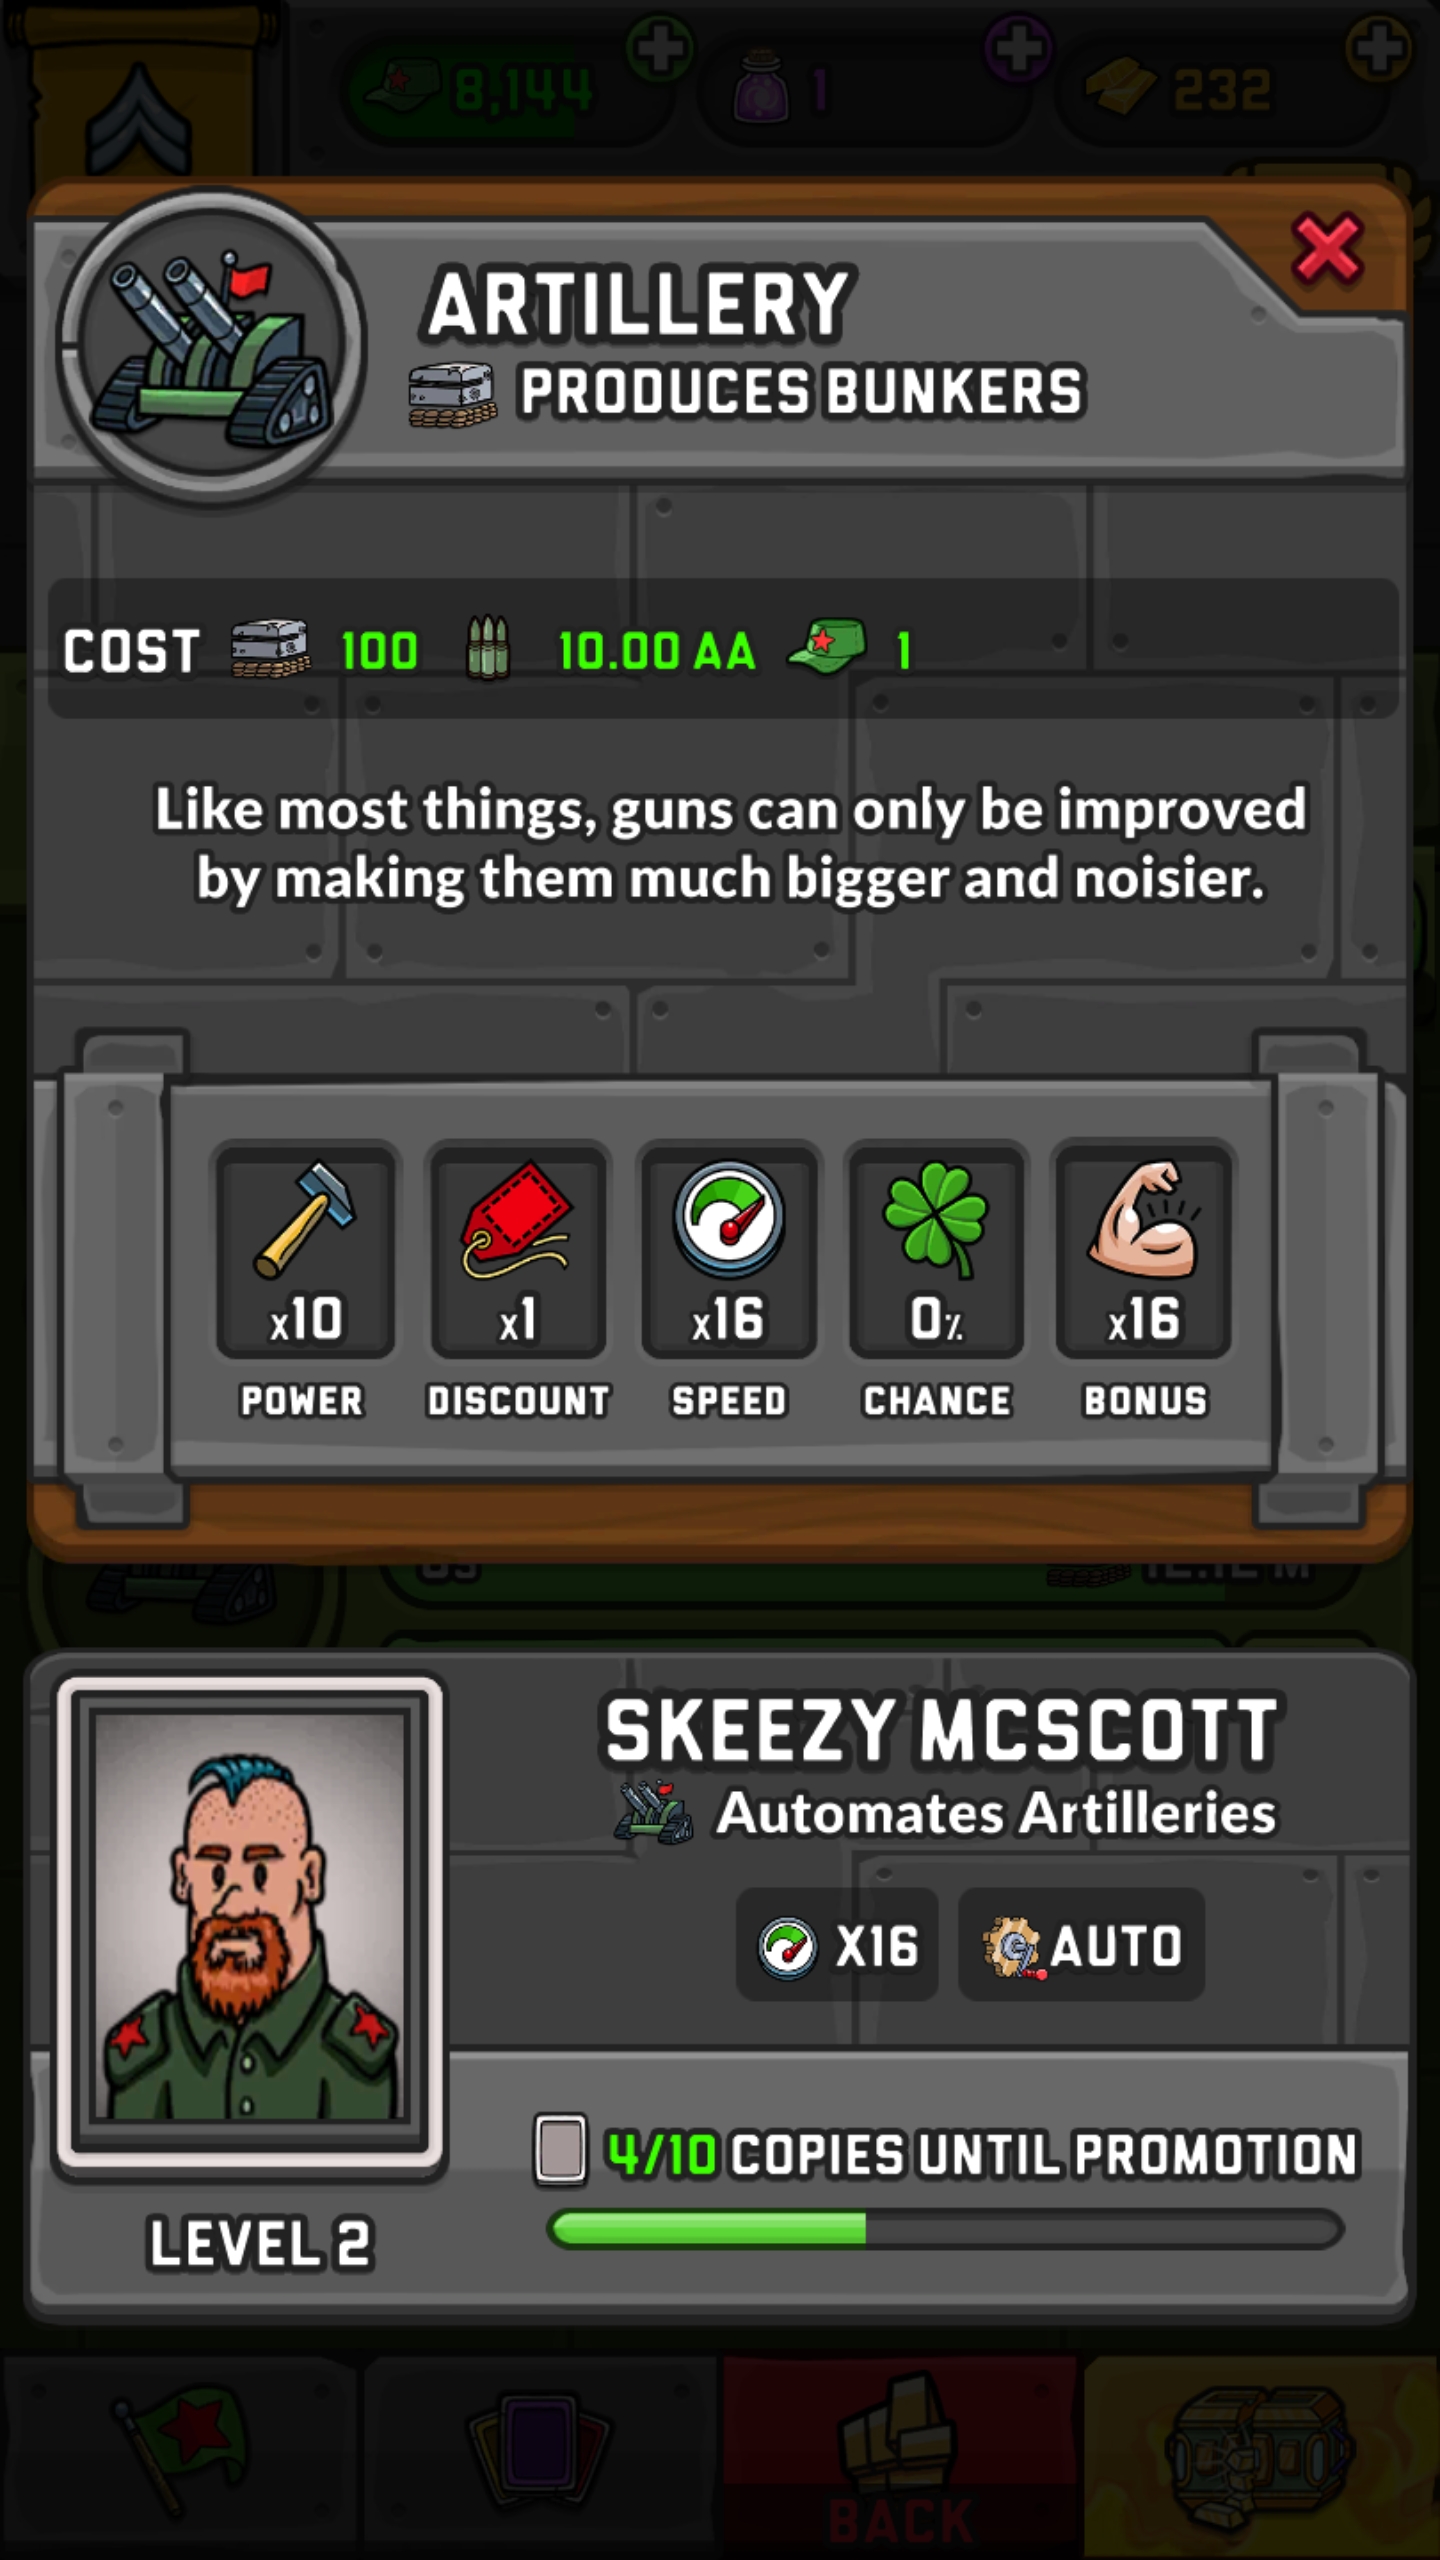 8,144 1 232
ARTILLERY
PRODUCES BUNKERS
COST 100 10.00 AA 1
Like most things, guns can only be improved
by making them much bigger and noisier.
x10 x1 x16 0% x16
POWER DISCOUNT SPEED CHANCE BONUS
SKEEZY MCSCOTT
Automates Artilleries
X16 AUTO
4/10 COPIES UNTIL PROMOTION
LEVEL 2
BACK